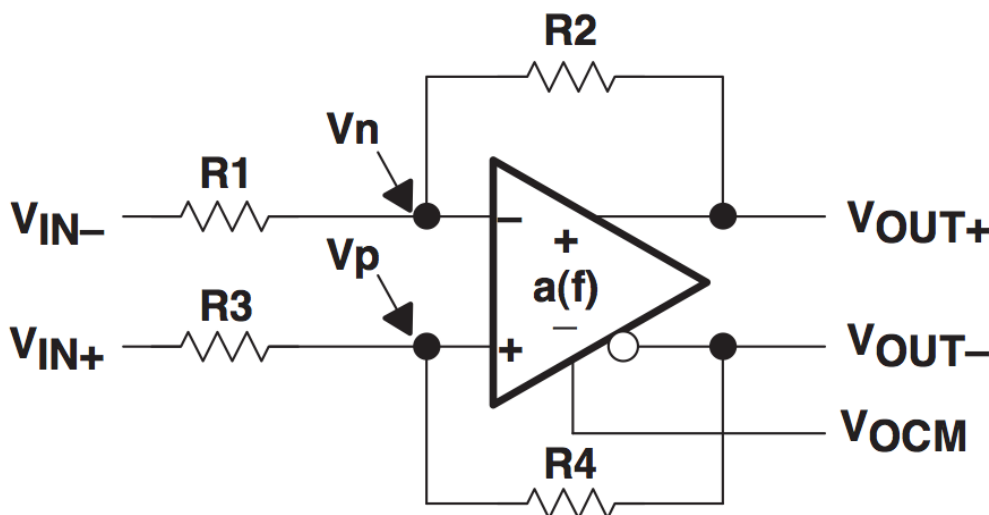 R2
Vn
R1
VIN–
–
VOUT+
+
Vp
a(f)
R3
–
VIN+
+
VOUT–
VOCM
R4